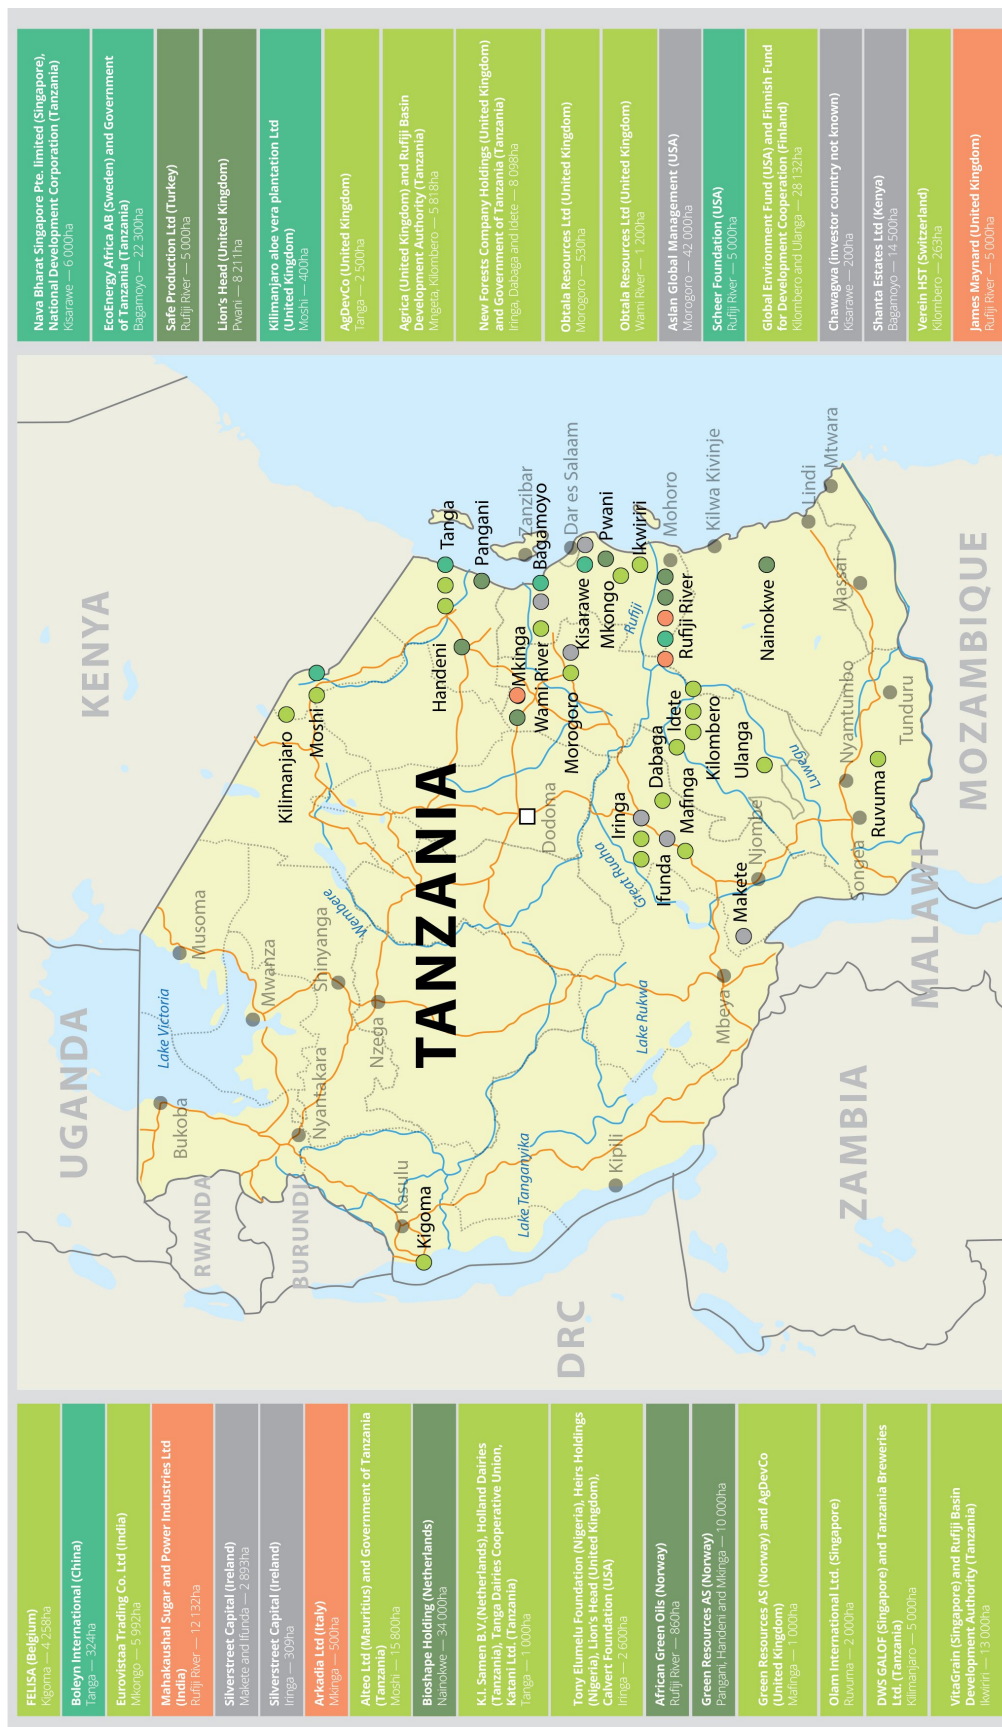 FELISA (Belgium)
Kigoma — 4 258ha
Boleyn International (China)
Tanga — 324ha
Eurovistaa Trading Co. Ltd (India)
Mkongo — 5 992ha
Mahakaushal Sugar and Power Industries Ltd
(India)
Rufiji River — 12 132ha
Silverstreet Capital (Ireland)
Makete and Ifunda — 2 893ha
Silverstreet Capital (Ireland)
Iringa — 309ha
Arkadia Ltd (Italy)
Mkinga — 500ha
Alteo Ltd (Mauritius) and Government of Tanzania
(Tanzania)
Moshi — 15 800ha
Bioshape Holding (Netherlands)
Nainokwe — 34 000ha
K.I. Samen B.V.(Netherlands), Holland Dairies
(Tanzania), Tanga Dairies Cooperative Union,
Katani Ltd, (Tanzania)
Tanga — 1 000ha
Tony Elumelu Foundation (Nigeria), Heirs Holdings
(Nigeria), Lion's Head (United Kingdom),
Calvert Foundation (USA)
Iringa — 2 600ha
African Green Oils (Norway)
Rufiji River — 860ha
Green Resources AS (Norway)
Pangani, Handeni and Mkinga — 10 000ha
Green Resources AS (Norway) and AgDevCo
(United Kingdom)
Mafinga — 1 000ha
Olam International Ltd. (Singapore)
Ruvuma — 2 000ha
DWS GALOF (Singapore) and Tanzania Breweries
Ltd. (Tanzania)
Kilimanjaro — 5 000ha
VitaGrain (Singapore) and Rufiji Basin
Development Authority (Tanzania)
Ikwiriri — 13 000ha
UGANDA
KENYA
RWANDA
BURUNDI
DRC
ZAMBIA
MALAWI
MOZAMBIQUE
TANZANIA
Lake Victoria
Bukoba
Musoma
Mwanza
Shinyanga
Nyantakara
Nzega
Kasulu
Kigoma
Wembere
Kilimanjaro
Moshi
Lake Tanganyika
Kipili
Lake Rukwa
Mbeya
Dodoma
Handeni
Tanga
Pangani
Zanzibar
Mkinga
Wami River
Bagamoyo
Dar es Salaam
Morogoro
Kisarawe
Pwani
Mkongo
Ikwiriri
Rufiji
Mohoro
Rufiji River
Kilwa Kivinje
Great Ruaha
Iringa
Ifunda
Dabaga
Idete
Mafinga
Kilombero
Ulanga
Makete
Njombe
Nainokwe
Luwegu
Lindi
Mtwara
Massai
Nyamtumbo
Tunduru
Songea
Ruvuma
Nava Bharat Singapore Pte. limited (Singapore),
National Development Corporation (Tanzania)
Kisarawe — 6 000ha
EcoEnergy Africa AB (Sweden) and Government
of Tanzania (Tanzania)
Bagamoyo — 22 300ha
Safe Production Ltd (Turkey)
Rufiji River — 5 000ha
Lion's Head (United Kingdom)
Pwani — 8 211ha
Kilimanjaro aloe vera plantation Ltd
(United Kingdom)
Moshi — 400ha
AgDevCo (United Kingdom)
Tanga — 2 500ha
Agrica (United Kingdom) and Rufiji Basin
Development Authority (Tanzania)
Mngeta, Kilombero — 5 818ha
New Forests Company Holdings (United Kingdom)
and Government of Tanzania (Tanzania)
Iringa, Dabaga and Idete — 8 098ha
Obtala Resources Ltd (United Kingdom)
Morogoro — 530ha
Obtala Resources Ltd (United Kingdom)
Wami River — 1 200ha
Aslan Global Management (USA)
Morogoro — 42 000ha
Scheer Foundation (USA)
Rufiji River — 5 000ha
Global Environment Fund (USA) and Finnish Fund
for Development Cooperation (Finland)
Kilombero and Ulanga — 28 132ha
Chawagwa (investor country not known)
Kisarawe — 200ha
Shanta Estates Ltd (Kenya)
Bagamoyo — 14 500ha
Verein HST (Switzerland)
Kilombero — 263ha
James Maynard (United Kingdom)
Rufiji River — 5 000ha